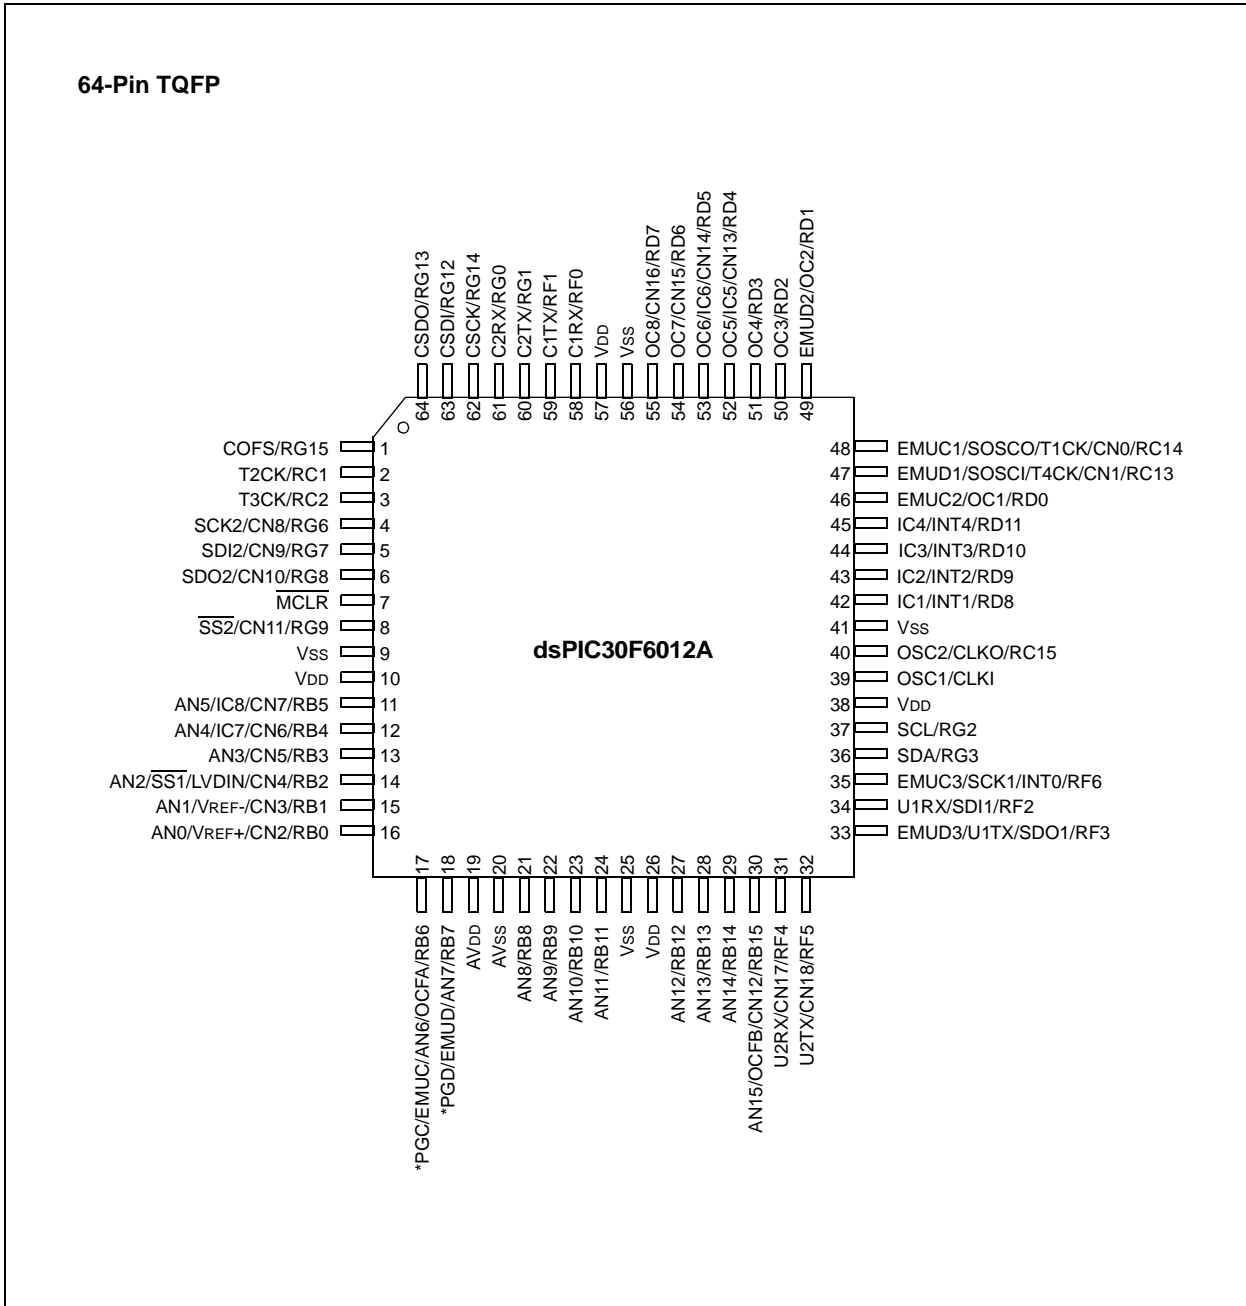 64-Pin TQFP
CSDO/RG13
CSDI/RG12
CSCK/RG14
C2RX/RG0
C2TX/RG1
C1TX/RF1
C1RX/RF0
VDD
VSS
OC8/CN16/RD7
OC7/CN15/RD6
OC6/IC6/CN14/RD5
OC5/IC5/CN13/RD4
OC4/RD3
OC3/RD2
EMUD2/OC2/RD1
64
63
62
61
60
59
58
57
56
55
54
53
52
51
50
49
COFS/RG15 1
T2CK/RC1 2
T3CK/RC2 3
SCK2/CN8/RG6 4
SDI2/CN9/RG7 5
SDO2/CN10/RG8 6
MCLR 7
SS2/CN11/RG9 8
VSS 9
VDD 10
AN5/IC8/CN7/RB5 11
AN4/IC7/CN6/RB4 12
AN3/CN5/RB3 13
AN2/SS1/LVDIN/CN4/RB2 14
AN1/VREF-/CN3/RB1 15
AN0/VREF+/CN2/RB0 16
dsPIC30F6012A
48 EMUC1/SOSCO/T1CK/CN0/RC14
47 EMUD1/SOSCI/T4CK/CN1/RC13
46 EMUC2/OC1/RD0
45 IC4/INT4/RD11
44 IC3/INT3/RD10
43 IC2/INT2/RD9
42 IC1/INT1/RD8
41 VSS
40 OSC2/CLKO/RC15
39 OSC1/CLKI
38 VDD
37 SCL/RG2
36 SDA/RG3
35 EMUC3/SCK1/INT0/RF6
34 U1RX/SDI1/RF2
33 EMUD3/U1TX/SDO1/RF3
17
18
19
20
21
22
23
24
25
26
27
28
29
30
31
32
*PGC/EMUC/AN6/OCFA/RB6
*PGD/EMUD/AN7/RB7
AVDD
AVSS
AN8/RB8
AN9/RB9
AN10/RB10
AN11/RB11
VSS
VDD
AN12/RB12
AN13/RB13
AN14/RB14
AN15/OCFB/CN12/RB15
U2RX/CN17/RF4
U2TX/CN18/RF5